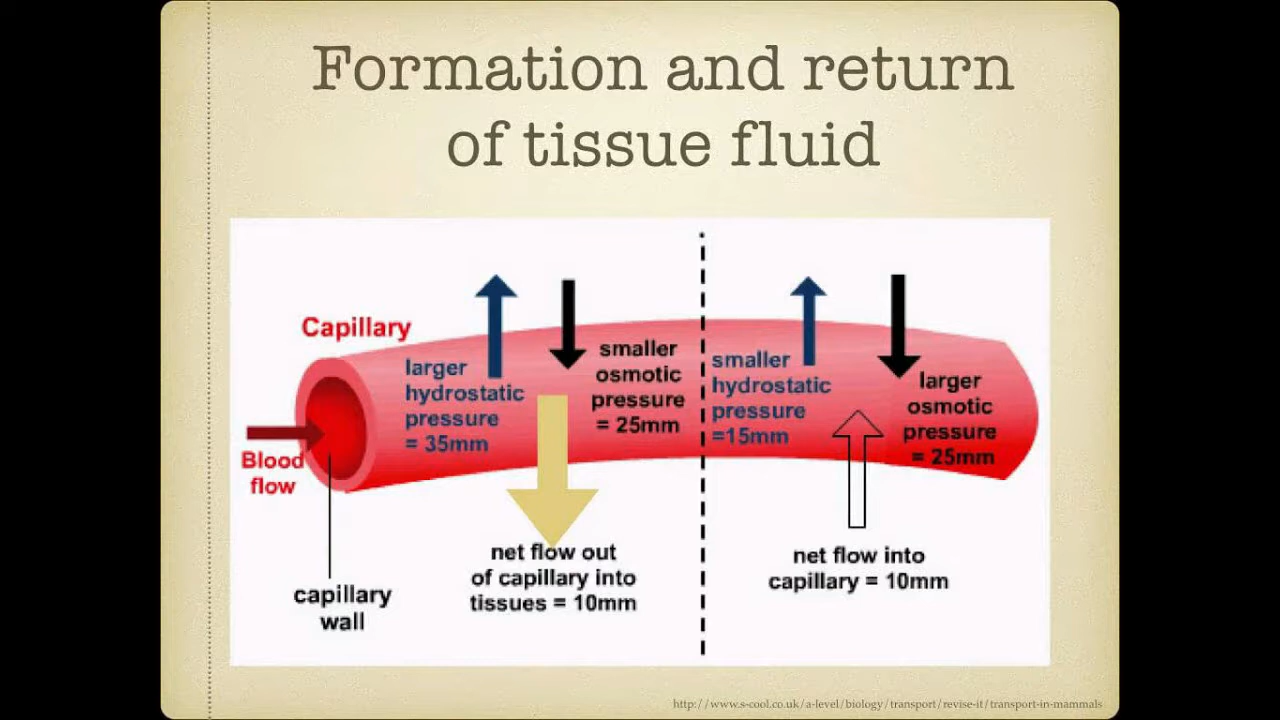 Formation and return
of tissue fluid
Capillary
larger
hydrostatic
pressure
= 35mm
smaller
osmotic
pressure
= 25mm
smaller
hydrostatic
pressure
=15mm
larger
osmotic
pressure
= 25mm
Blood
flow
capillary
wall
net flow out
of capillary into
tissues = 10mm
net flow into
capillary = 10mm
http://www.s-cool.co.uk/a-level/biology/transport/revise-it/transport-in-mammals